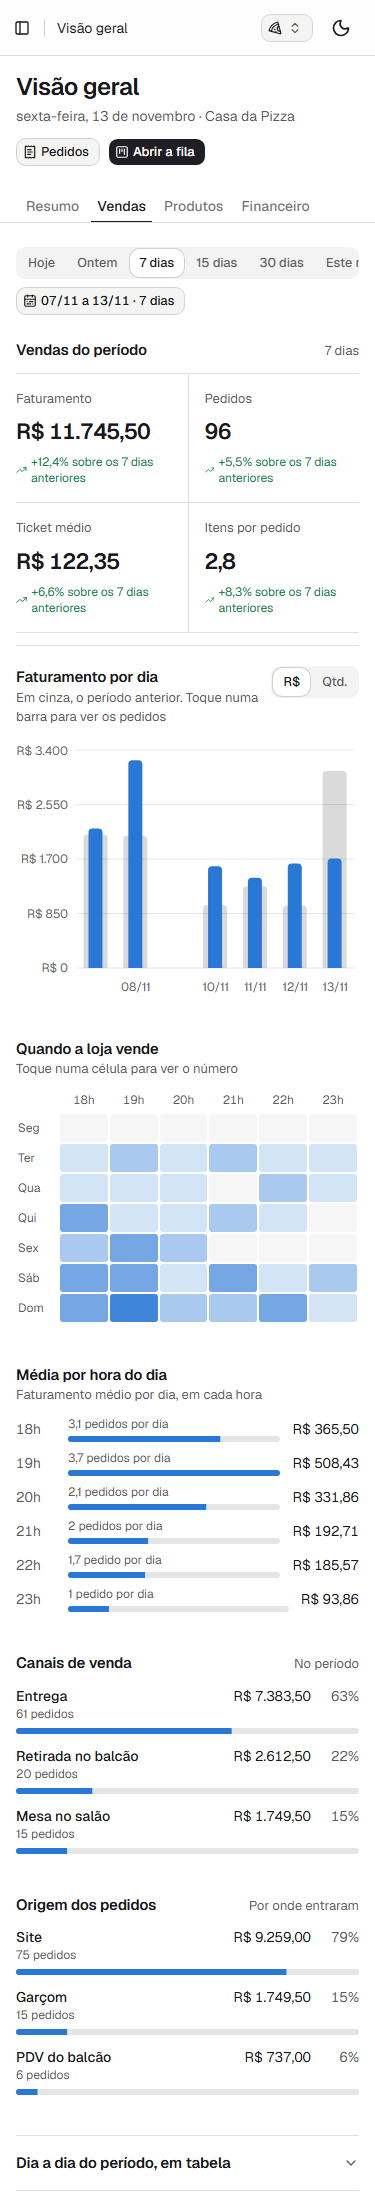 Visão geral
Visão geral
sexta-feira, 13 de novembro · Casa da Pizza
Pedidos
Abrir a fila
Resumo Vendas Produtos Financeiro
Hoje Ontem 7 dias 15 dias 30 dias Este
07/11 a 13/11 · 7 dias
Vendas do período 7 dias
Faturamento
R$ 11.745,50
+12,4% sobre os 7 dias
anteriores
Pedidos
96
+5,5% sobre os 7 dias
anteriores
Ticket médio
R$ 122,35
+6,6% sobre os 7 dias
anteriores
Itens por pedido
2,8
+8,3% sobre os 7 dias
anteriores
Faturamento por dia
Em cinza, o período anterior. Toque numa
barra para ver os pedidos
R$ Qtd.
R$ 3.400
R$ 2.550
R$ 1.700
R$ 850
R$ 0
08/11 10/11 11/11 12/11 13/11
Quando a loja vende
Toque numa célula para ver o número
18h 19h 20h 21h 22h 23h
Seg
Ter
Qua
Qui
Sex
Sáb
Dom
Média por hora do dia
Faturamento médio por dia, em cada hora
18h 3,1 pedidos por dia R$ 365,50
19h 3,7 pedidos por dia R$ 508,43
20h 2,1 pedidos por dia R$ 331,86
21h 2 pedidos por dia R$ 192,71
22h 1,7 pedido por dia R$ 185,57
23h 1 pedido por dia R$ 93,86
Canais de venda No período
Entrega R$ 7.383,50 63%
61 pedidos
Retirada no balcão R$ 2.612,50 22%
20 pedidos
Mesa no salão R$ 1.749,50 15%
15 pedidos
Origem dos pedidos Por onde entraram
Site R$ 9.259,00 79%
75 pedidos
Garçom R$ 1.749,50 15%
15 pedidos
PDV do balcão R$ 737,00 6%
6 pedidos
Dia a dia do período, em tabela